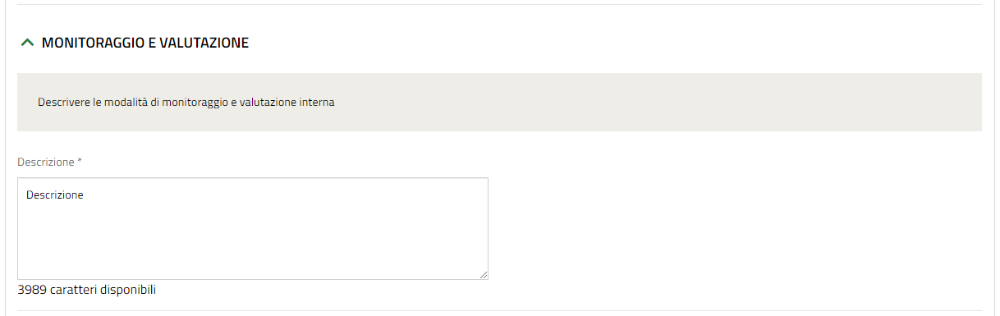 MONITORAGGIO E VALUTAZIONE
Descrivere le modalità di monitoraggio e valutazione interna
Descrizione *
Descrizione
3989 caratteri disponibili